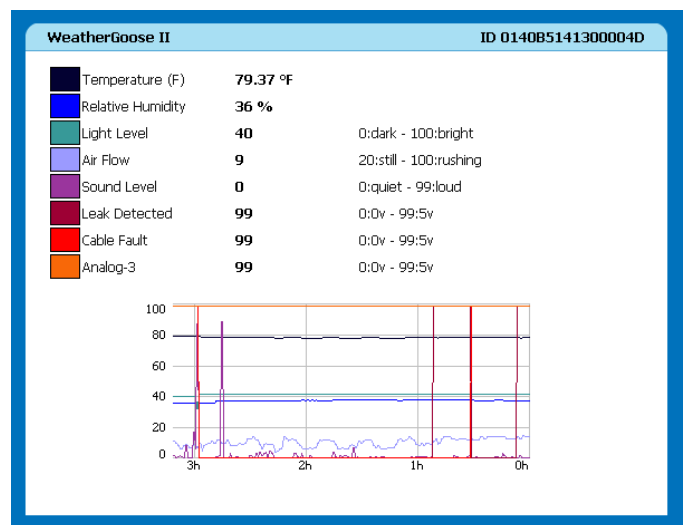 WeatherGoose II ID 0140B5141300004D
Temperature (F) 79.37 °F
Relative Humidity 36 %
Light Level 40 0:dark - 100:bright
Air Flow 9 20:still - 100:rushing
Sound Level 0 0:quiet - 99:loud
Leak Detected 99 0:0v - 99:5v
Cable Fault 99 0:0v - 99:5v
Analog-3 99 0:0v - 99:5v
100
80
60
40
20
0
3h 2h 1h 0h